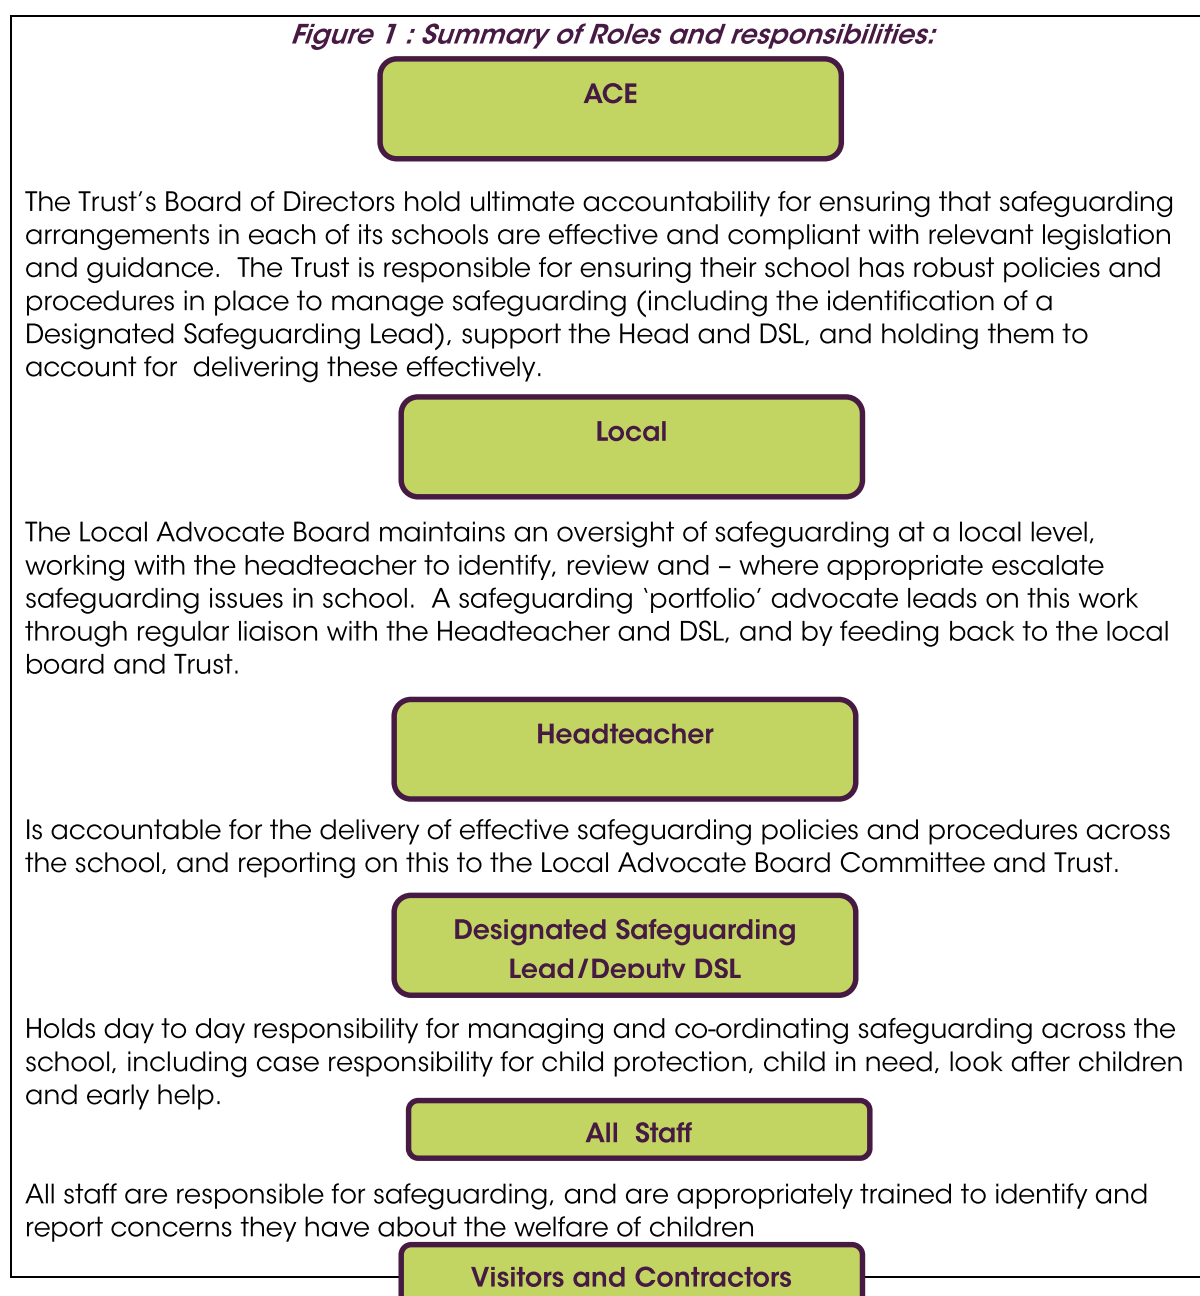 Figure 1 : Summary of Roles and responsibilities:
ACE
The Trust’s Board of Directors hold ultimate accountability for ensuring that safeguarding
arrangements in each of its schools are effective and compliant with relevant legislation
and guidance.  The Trust is responsible for ensuring their school has robust policies and
procedures in place to manage safeguarding (including the identification of a
Designated Safeguarding Lead), support the Head and DSL, and holding them to
account for  delivering these effectively.
Local
The Local Advocate Board maintains an oversight of safeguarding at a local level,
working with the headteacher to identify, review and – where appropriate escalate
safeguarding issues in school.  A safeguarding ‘portfolio’ advocate leads on this work
through regular liaison with the Headteacher and DSL, and by feeding back to the local
board and Trust.
Headteacher
Is accountable for the delivery of effective safeguarding policies and procedures across
the school, and reporting on this to the Local Advocate Board Committee and Trust.
Designated Safeguarding
Lead/Deputy DSL
Holds day to day responsibility for managing and co-ordinating safeguarding across the
school, including case responsibility for child protection, child in need, look after children
and early help.
All  Staff
All staff are responsible for safeguarding, and are appropriately trained to identify and
report concerns they have about the welfare of children
Visitors and Contractors